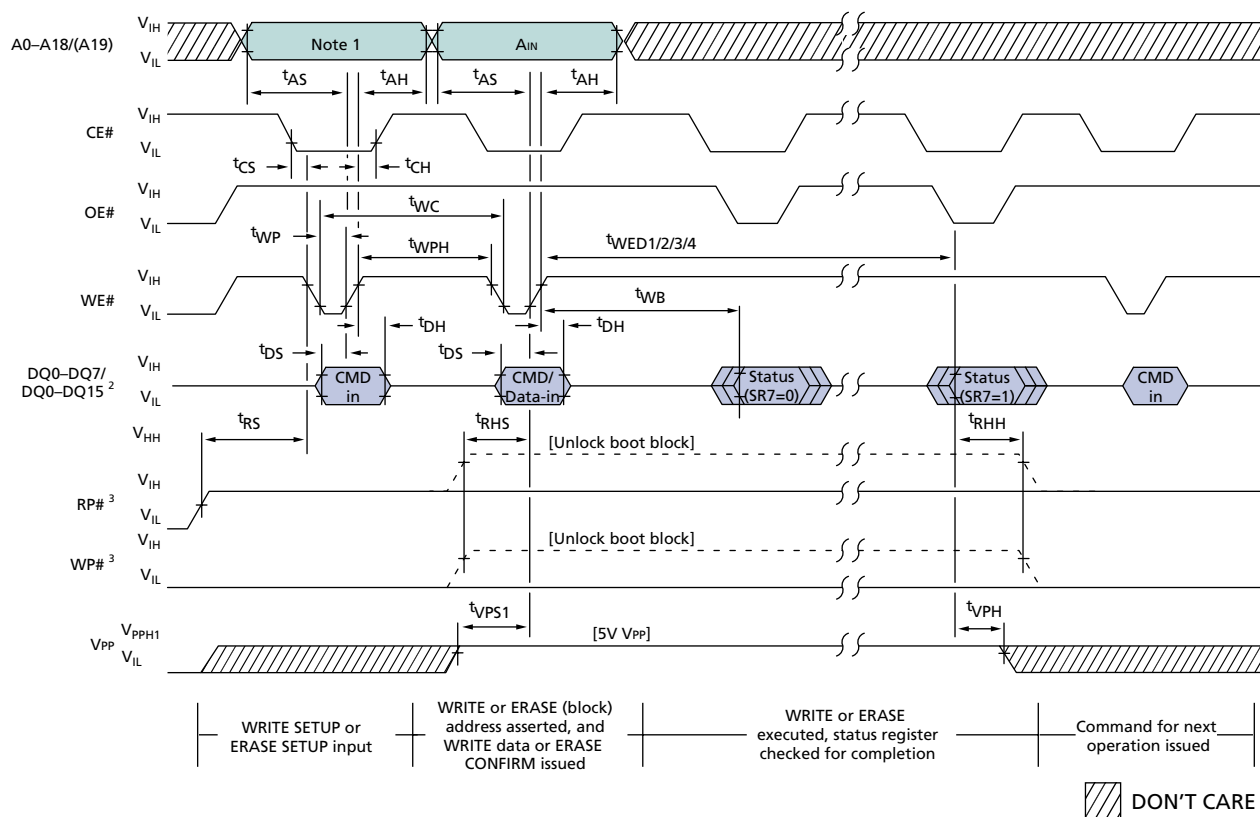 A0–A18/(A19)
VIH
VIL
Note 1
AIN
tAS
tAH
tAS
tAH
CE#
VIH
VIL
tCS
tCH
OE#
VIH
VIL
tWC
tWP
tWPH
tWED1/2/3/4
WE#
VIH
VIL
tWB
tDH
tDH
tDS
tDS
DQ0–DQ7/
DQ0–DQ15 2
VIH
VIL
CMD
in
CMD/
Data-in
Status
(SR7=0)
Status
(SR7=1)
CMD
in
tRS
tRHS
tRHH
VHH
[Unlock boot block]
RP# 3
VIH
VIL
WP# 3
VIH
VIL
[Unlock boot block]
tVPS1
tVPH
VPP
VPPH1
VIL
[5V VPP]
WRITE SETUP or
ERASE SETUP input
WRITE or ERASE (block)
address asserted, and
WRITE data or ERASE
CONFIRM issued
WRITE or ERASE
executed, status register
checked for completion
Command for next
operation issued
DON'T CARE